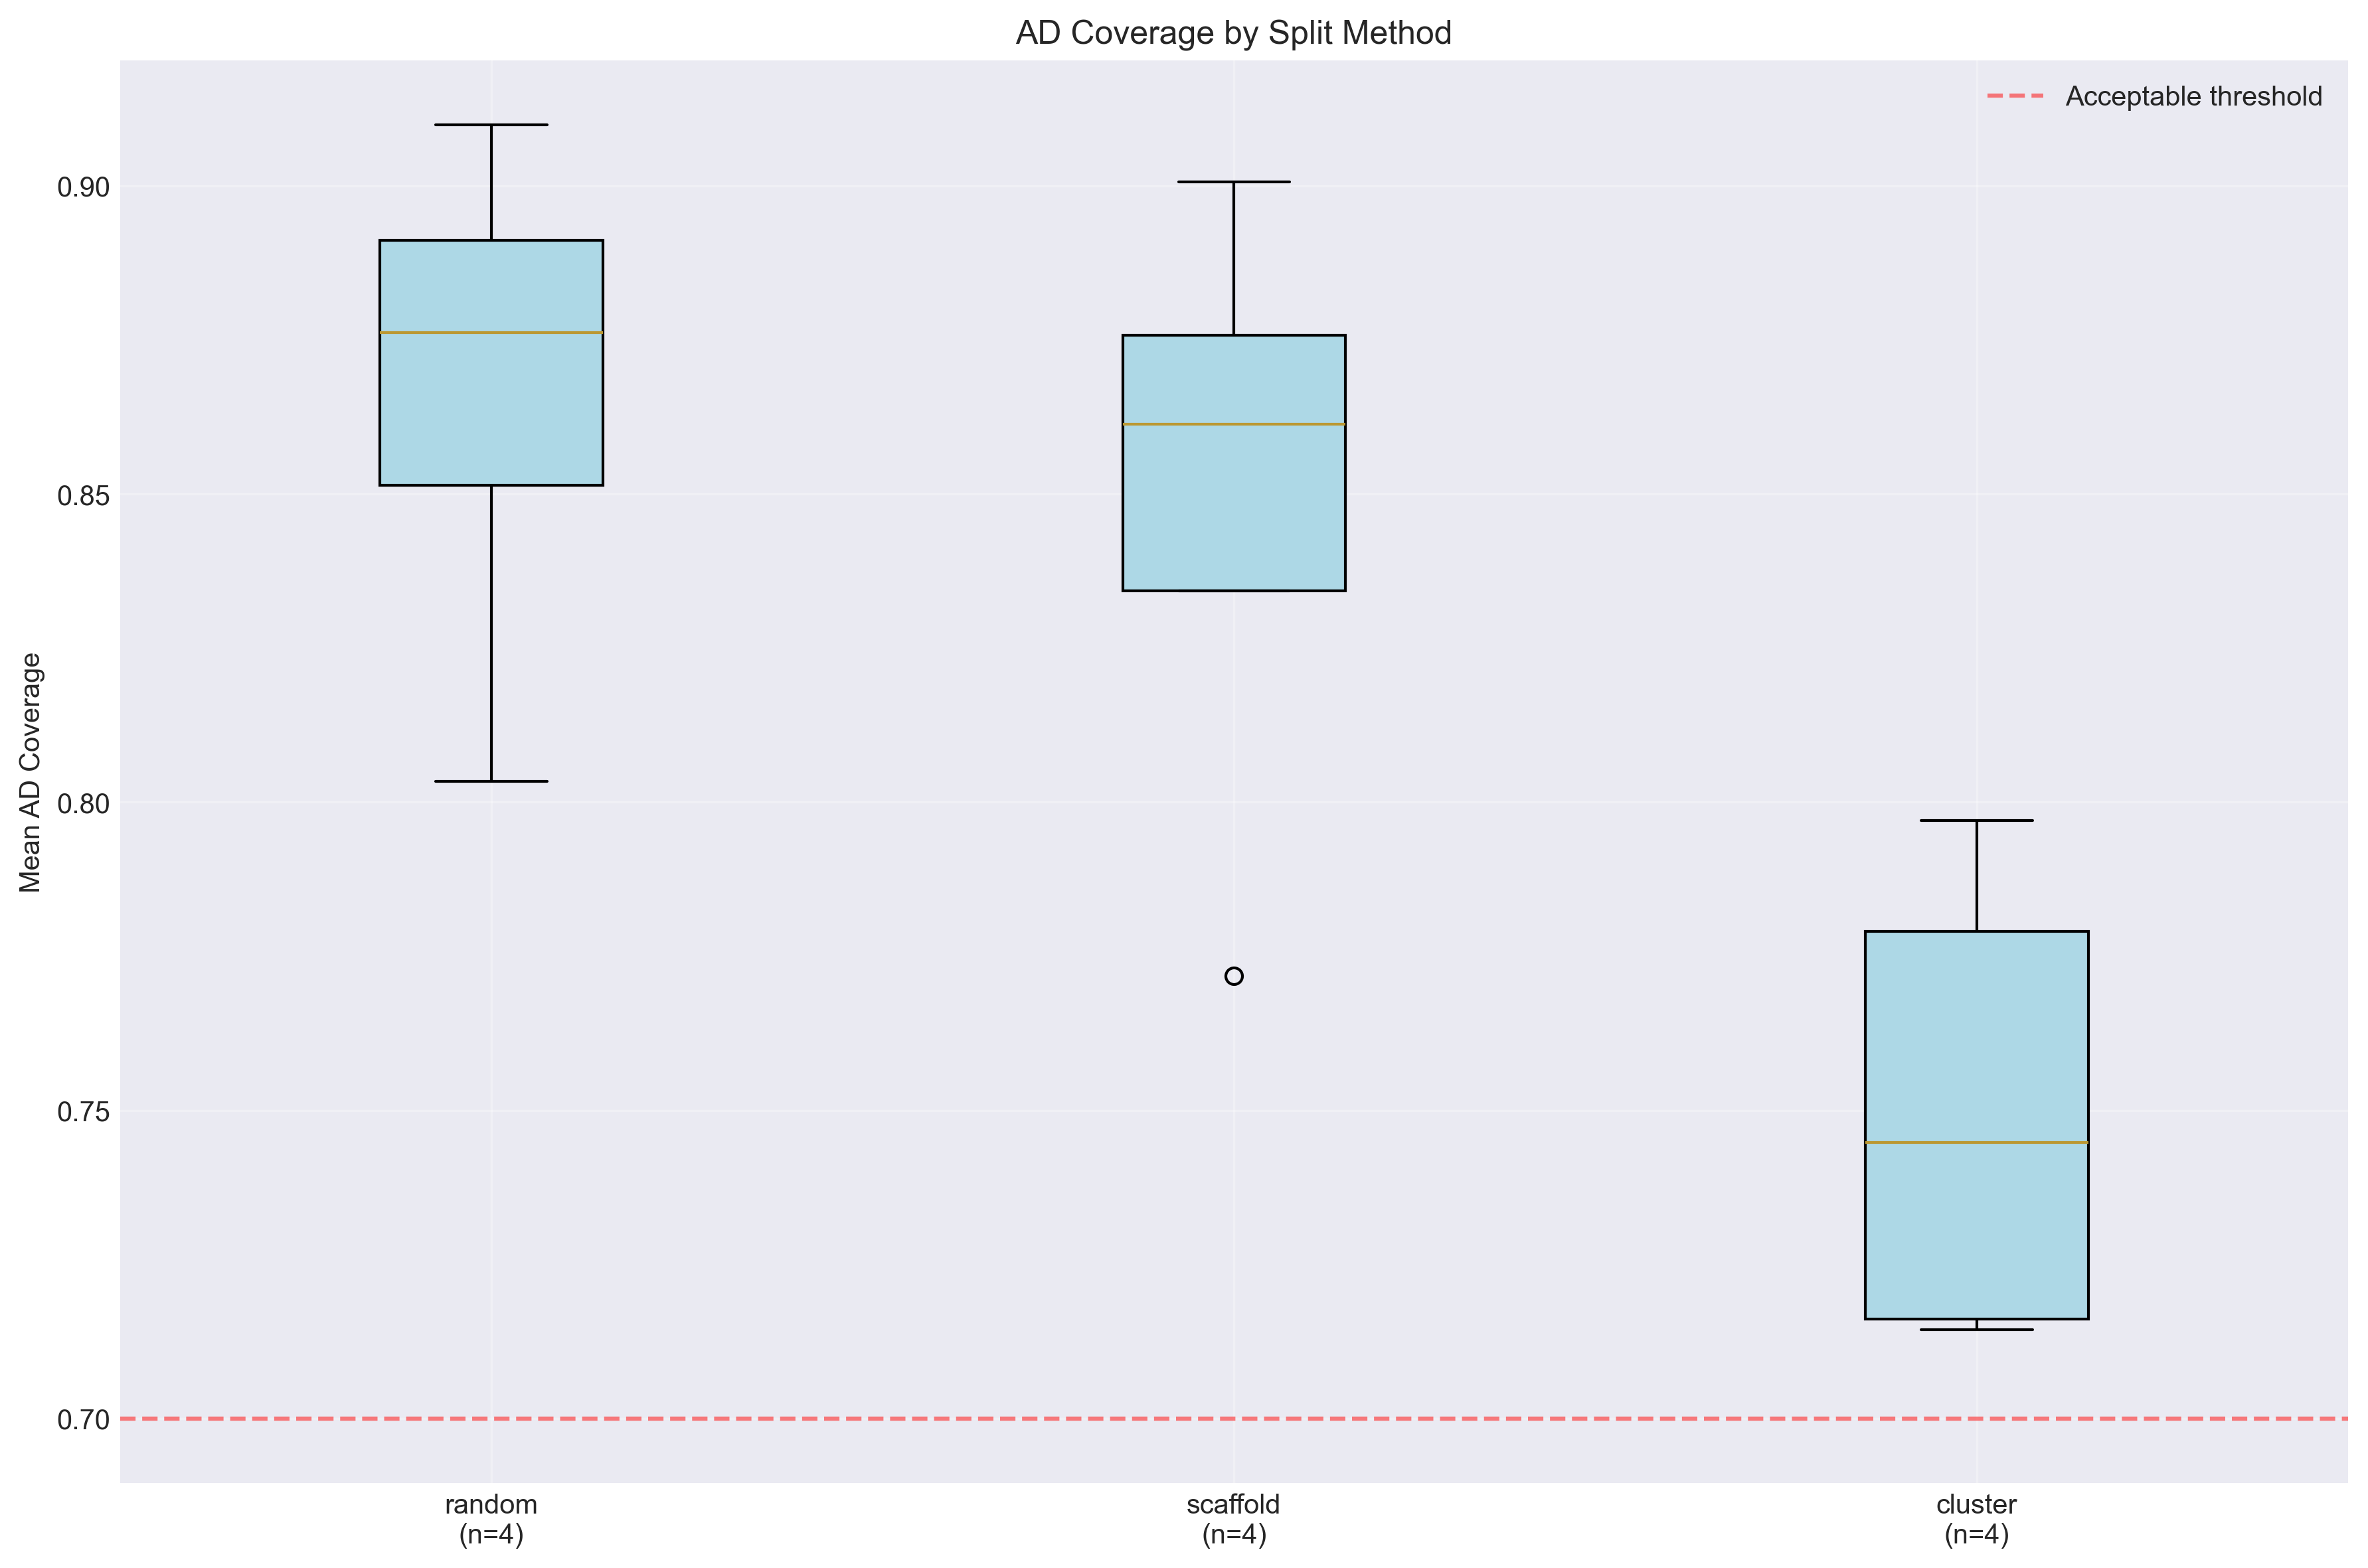 AD Coverage by Split Method
Acceptable threshold
Mean AD Coverage
0.90
0.85
0.80
0.75
0.70
random
(n=4)
scaffold
(n=4)
cluster
(n=4)